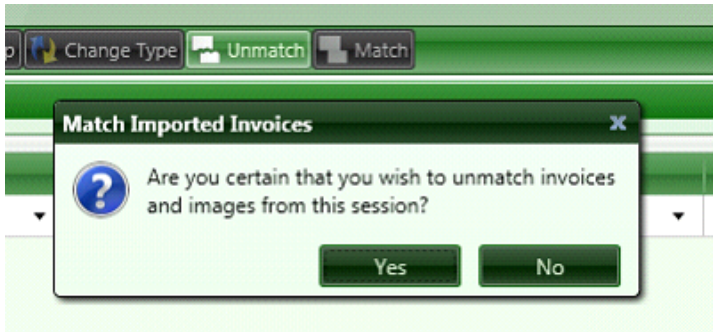 p Change Type Unmatch Match
Match Imported Invoices x
? Are you certain that you wish to unmatch invoices
and images from this session?
Yes No